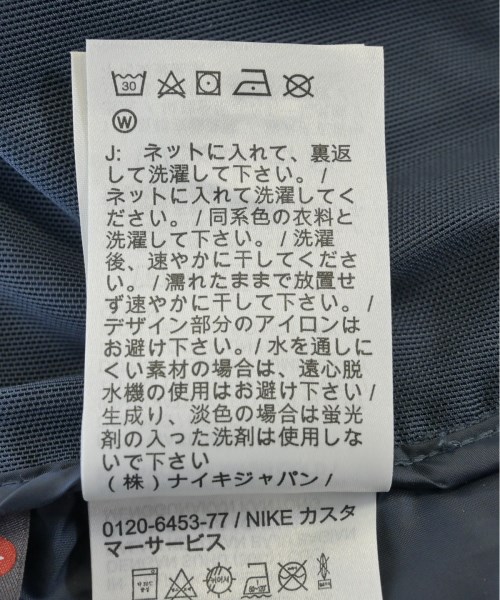 30
W
J: ネットに入れて、裏返
して洗濯して下さい。 /
ネットに入れて洗濯してく
ださい。 / 同系色の衣料と
洗濯して下さい。 / 洗濯
後、速やかに干してくださ
い。 / 濡れたままで放置せ
ず速やかに干して下さい。 /
デザイン部分のアイロンは
お避け下さい。 / 水を通しに
くい素材の場合は、遠心脱
水機の使用はお避け下さい /
生成り、淡色の場合は蛍光
剤の入った洗剤は使用しな
いで下さい
(株) ナイキジャパン /
0120-6453-77 / NIKE カスタ
マーサービス